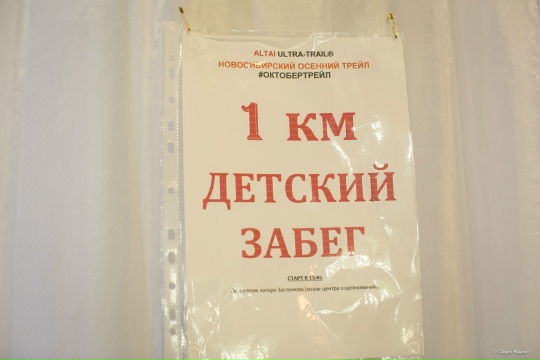 ALTAI ULTRA-TRAIL®
НОВОСИБИРСКИЙ ОСЕННИЙ ТРЕЙЛ
#ОКТОБЕРТРЕЙЛ
1 км
ДЕТСКИЙ
ЗАБЕГ
СТАРТ В 15:45
лагеря Заслонова (возле центра соревнований)